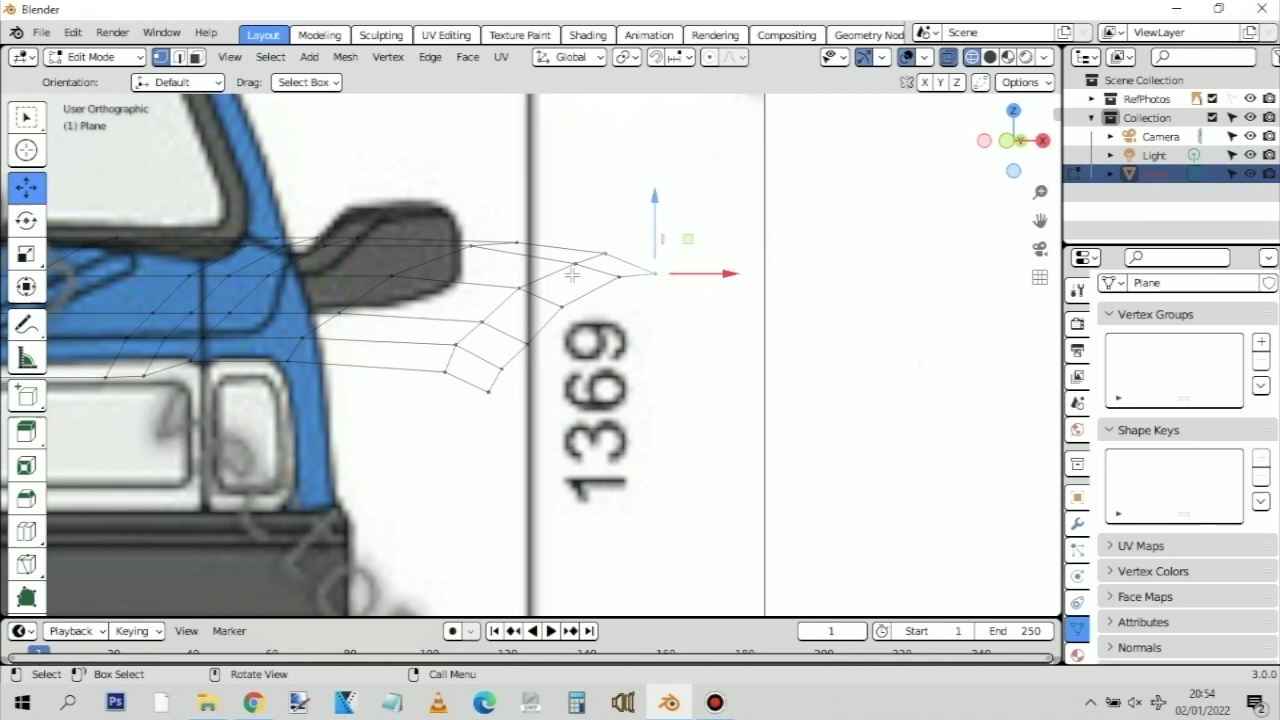 Blender
File Edit Render Window Help Layout Modeling Sculpting UV Editing Texture Paint Shading Animation Rendering Compositing Geometry Nod Scene ViewLayer
Edit Mode View Select Add Mesh Vertex Edge Face UV Global
Orientation: Default Drag: Select Box X Y Z Options
Scene Collection
RefPhotos
Collection
Camera
Light
User Orthographic
(1) Plane
Z
X
1369
Plane
Vertex Groups
Shape Keys
UV Maps
Vertex Colors
Face Maps
Attributes
Normals
Playback Keying View Marker 1 Start 1 End 250
Select Box Select Rotate View Call Menu 3.0.0
20:54
02/01/2022
Ps
2